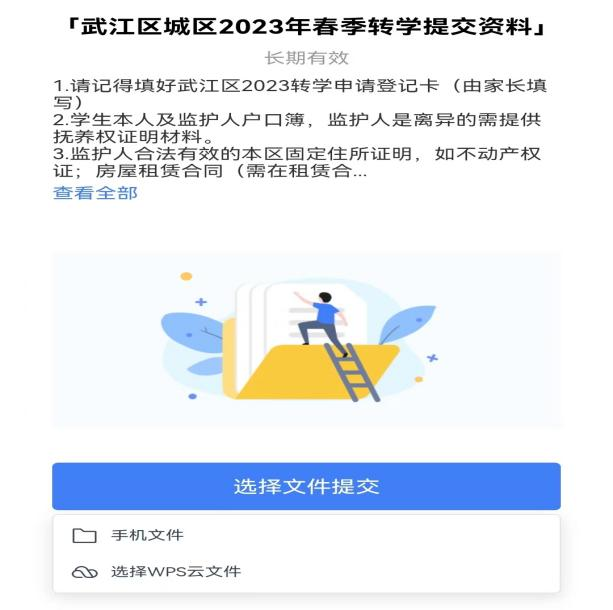 「武江区城区2023年春季转学提交资料」
长期有效
1.请记得填好武江区2023转学申请登记卡（由家长填
写）
2.学生本人及监护人户口簿，监护人是离异的需提供
抚养权证明材料。
3.监护人合法有效的本区固定住所证明，如不动产权
证；房屋租赁合同（需在租赁合...
查看全部
选择文件提交
手机文件
选择WPS云文件